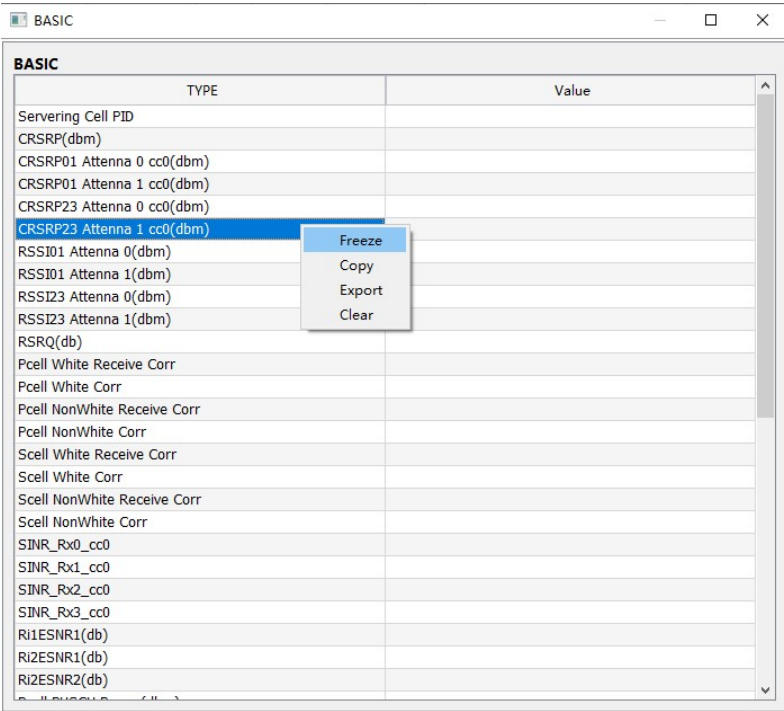 BASIC
BASIC
TYPE Value
Servering Cell PID
CRSRP(dbm)
CRSRP01 Attenna 0 cc0(dbm)
CRSRP01 Attenna 1 cc0(dbm)
CRSRP23 Attenna 0 cc0(dbm)
CRSRP23 Attenna 1 cc0(dbm)
Freeze
RSSI01 Attenna 0(dbm)
Copy
RSSI01 Attenna 1(dbm)
Export
RSSI23 Attenna 0(dbm)
Clear
RSSI23 Attenna 1(dbm)
RSRQ(db)
Pcell White Receive Corr
Pcell White Corr
Pcell NonWhite Receive Corr
Pcell NonWhite Corr
Scell White Receive Corr
Scell White Corr
Scell NonWhite Receive Corr
Scell NonWhite Corr
SINR_Rx0_cc0
SINR_Rx1_cc0
SINR_Rx2_cc0
SINR_Rx3_cc0
Ri1ESNR1(db)
Ri2ESNR1(db)
Ri2ESNR2(db)